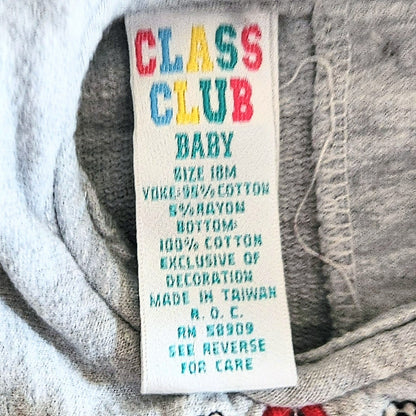 CLASS
CLUB
BABY
SIZE 18M
YOKE: 95% COTTON
5% RAYON
BOTTOM:
100% COTTON
EXCLUSIVE OF
DECORATION
MADE IN TAIWAN
R. O. C.
RN 58909
SEE REVERSE
FOR CARE